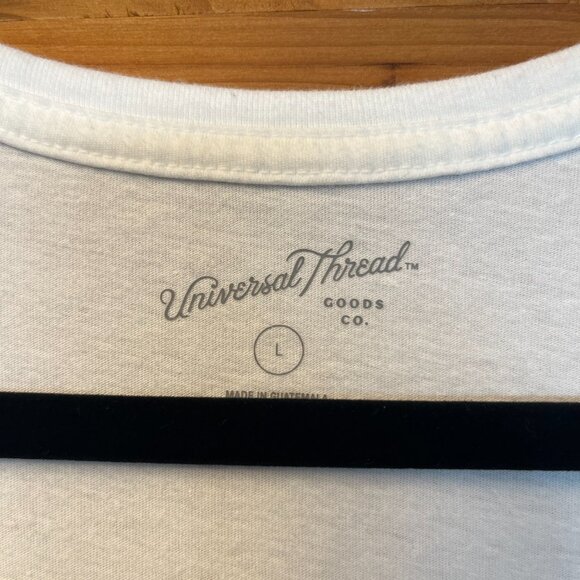 Universal Thread™
GOODS
CO.
L
MADE IN GUATEMALA